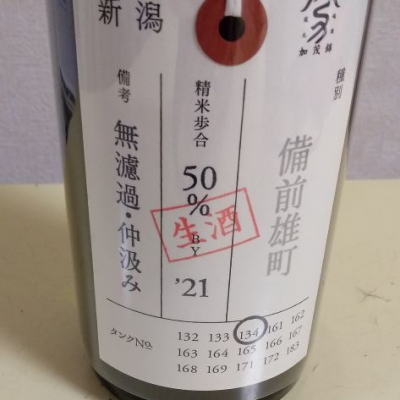 加茂錦
種別
備前雄町
新潟
精米歩合
50%
BY
'21
生酒
備考
無濾過・仲汲み
タンクNo.
132 133 134 161 162
163 164 165 166 167
168 169 171 172 183